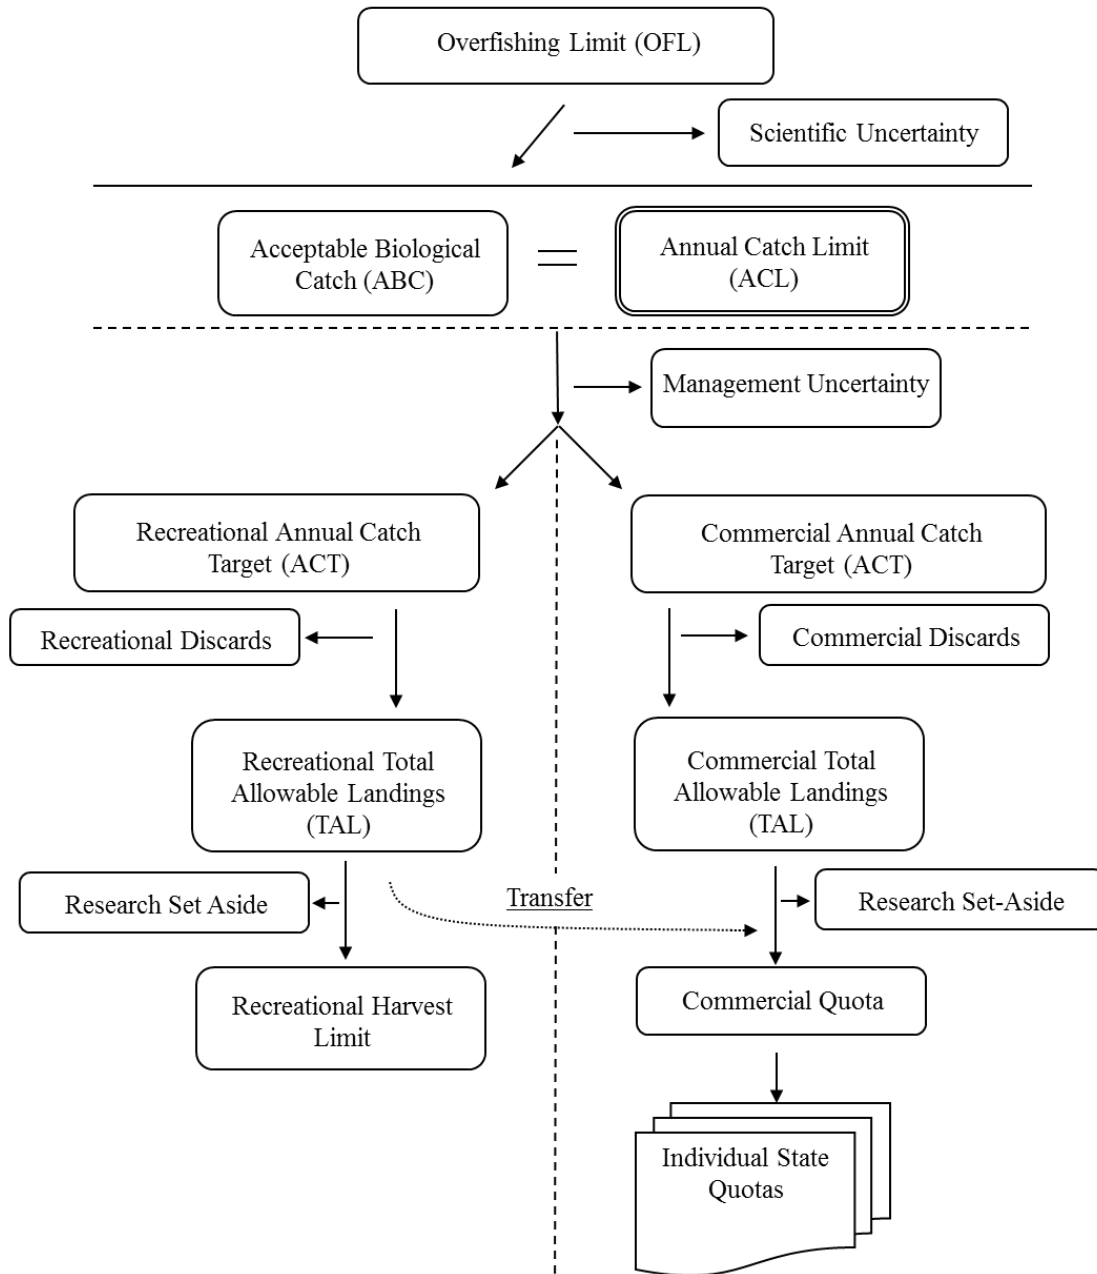 Overfishing Limit (OFL)
Scientific Uncertainty
Acceptable Biological
Catch (ABC)
Annual Catch Limit
(ACL)
Management Uncertainty
Recreational Annual Catch
Target (ACT)
Commercial Annual Catch
Target (ACT)
Recreational Discards
Commercial Discards
Recreational Total
Allowable Landings
(TAL)
Commercial Total
Allowable Landings
(TAL)
Research Set Aside
Transfer
Research Set-Aside
Recreational Harvest
Limit
Commercial Quota
Individual State
Quotas